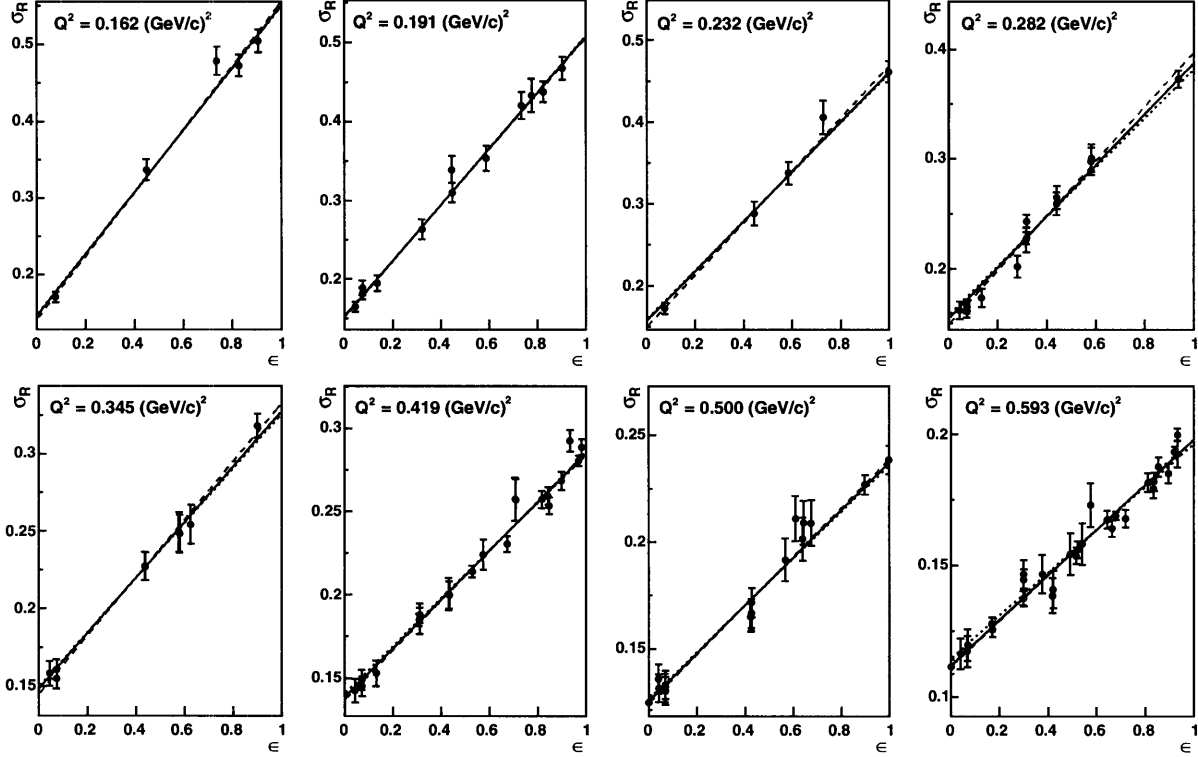 σR
Q² = 0.162 (GeV/c)²
0.5
0.4
0.3
0.2
0 0.2 0.4 0.6 0.8 1
∈
σR
Q² = 0.191 (GeV/c)²
0.5
0.4
0.3
0.2
0 0.2 0.4 0.6 0.8 1
∈
σR
Q² = 0.232 (GeV/c)²
0.5
0.4
0.3
0.2
0 0.2 0.4 0.6 0.8 1
∈
σR
Q² = 0.282 (GeV/c)²
0.4
0.3
0.2
0 0.2 0.4 0.6 0.8 1
∈
σR
Q² = 0.345 (GeV/c)²
0.3
0.25
0.2
0.15
0 0.2 0.4 0.6 0.8 1
∈
σR
Q² = 0.419 (GeV/c)²
0.3
0.25
0.2
0.15
0 0.2 0.4 0.6 0.8 1
∈
σR
Q² = 0.500 (GeV/c)²
0.25
0.2
0.15
0 0.2 0.4 0.6 0.8 1
∈
σR
Q² = 0.593 (GeV/c)²
0.2
0.15
0.1
0 0.2 0.4 0.6 0.8 1
∈